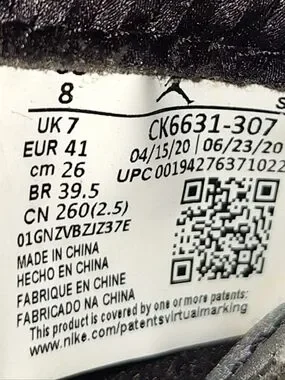 8
UK 7
CK6631-307
EUR 41
04/15/20 06/23/20
cm 26
UPC 00194276371022
BR 39.5
CN 260(2.5)
01GNZVBZJZ37E
MADE IN CHINA
HECHO EN CHINA
FABRIQUE EN CHINE
FABRICADO NA CHINA
This product is covered by one or more patents:
www.nike.com/patentsvirtualmarking